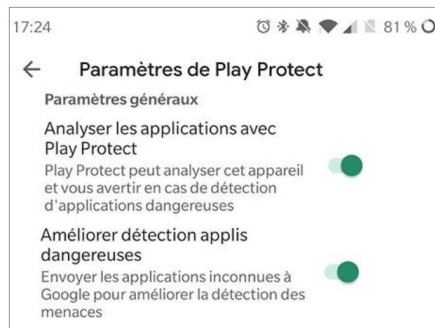 17:24 81 %
Paramètres de Play Protect
Paramètres généraux
Analyser les applications avec
Play Protect
Play Protect peut analyser cet appareil
et vous avertir en cas de détection
d'applications dangereuses
Améliorer détection applis
dangereuses
Envoyer les applications inconnues à
Google pour améliorer la détection des
menaces